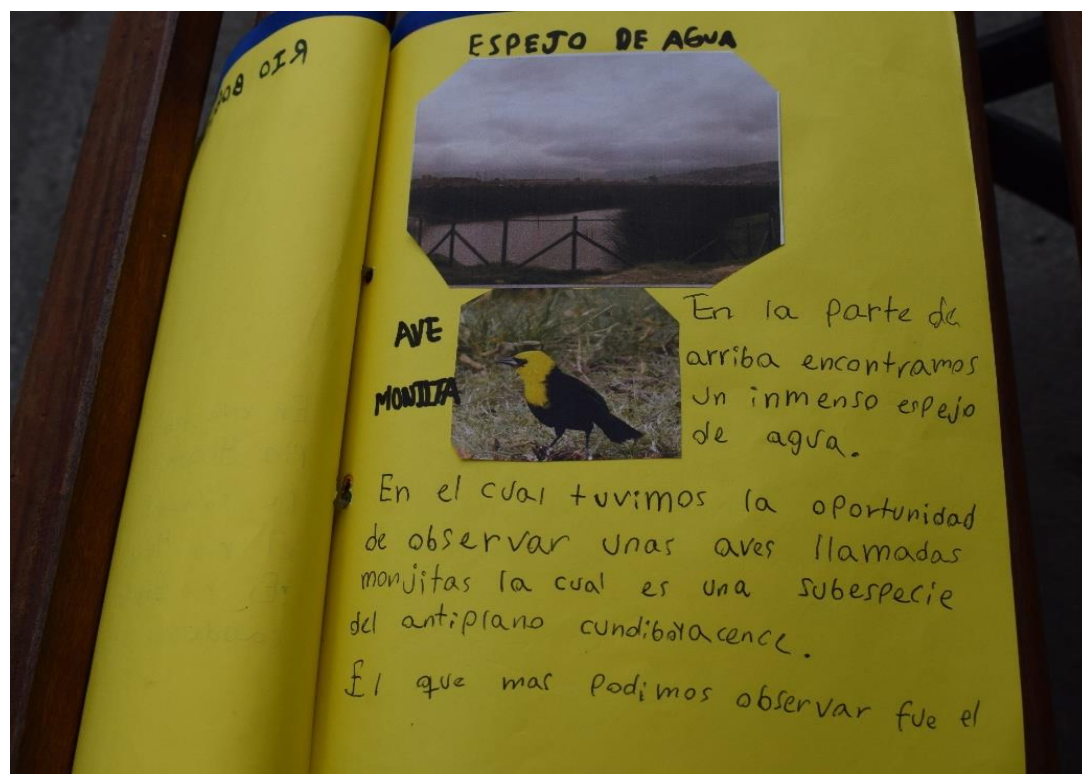 RIO BO
ESPEJO DE AGUA
AVE
MONJITA
En la parte de
arriba encontramos
un inmenso espejo
de agua.
En el cual tuvimos la oportunidad
de observar unas aves llamadas
monjitas la cual es una subespecie
del antiplano cundiboyacence.
El que mas podimos observar fue el